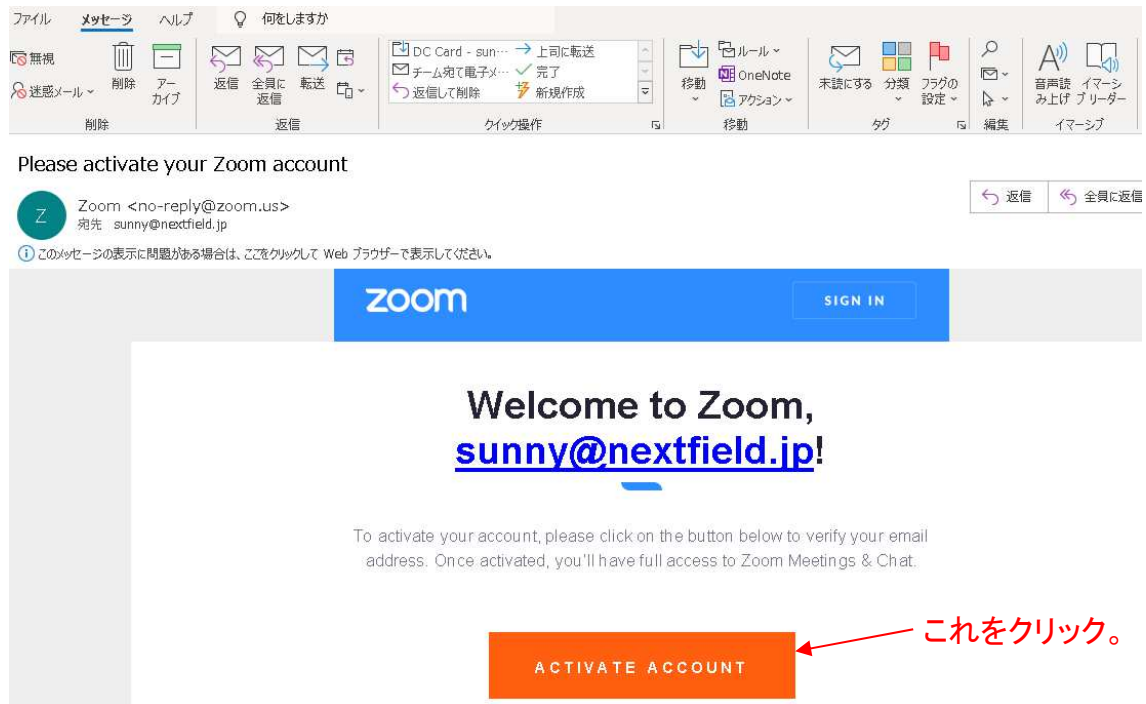 ファイル メッセージ ヘルプ 何をしますか
無視
迷惑メール
削除
アー
カイブ
削除
返信
全員に
返信
転送
返信
DC Card - sun… 上司に転送
チーム宛て電子メ… 完了
返信して削除 新規作成
クイック操作
移動
ルール
OneNote
アクション
移動
未読にする
分類
フラグの
設定
タグ
編集
音声読
み上げ
イマーシ
ブ リーダー
イマーシブ
Please activate your Zoom account
Z
Zoom <no-reply@zoom.us>
宛先 sunny@nextfield.jp
返信 全員に返信
このメッセージの表示に問題がある場合は、ここをクリックして Web ブラウザーで表示してください。
zoom
SIGN IN
Welcome to Zoom,
sunny@nextfield.jp!
To activate your account, please click on the button below to verify your email
address. Once activated, you'll have full access to Zoom Meetings & Chat.
これをクリック。
ACTIVATE ACCOUNT